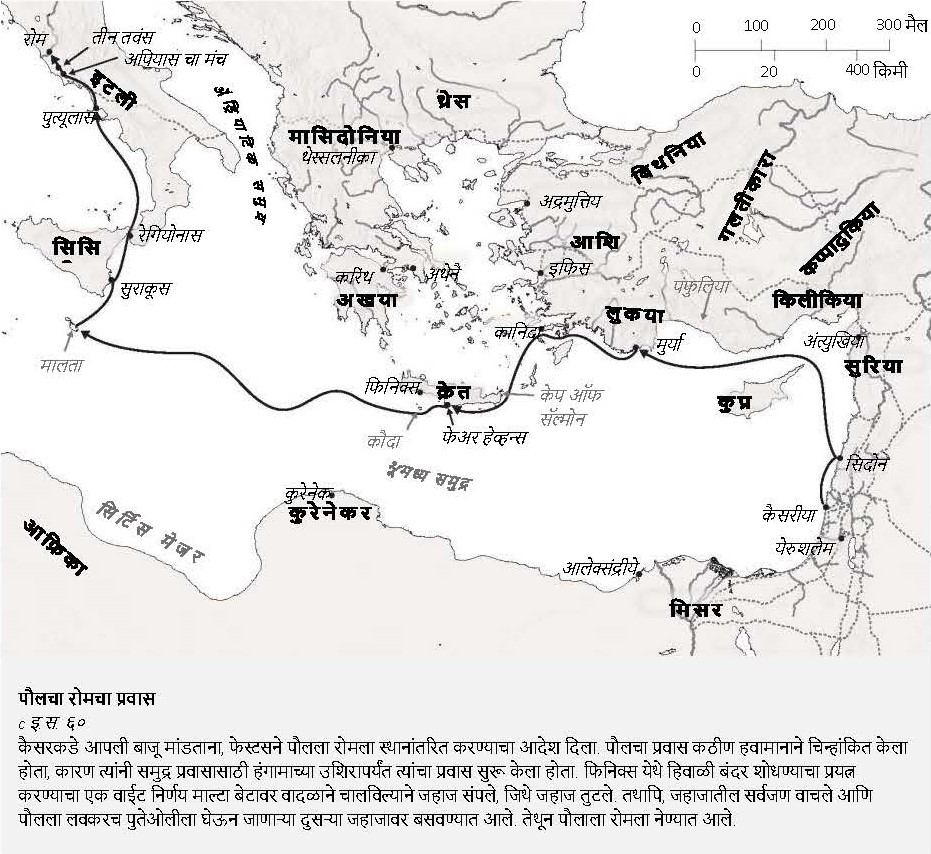 0 100 200 300 मैल
0 20 400 किमी
रोम
तीन तवंस
अपियास चा मंच
इटली
पुत्यूलास
अड्रियाटिक समुद्र
थ्रेस
मासिदोनिया
थेस्सलनीका
बिथनिया
गलतीकारा
कप्पाद्रकिया
अद्रमुत्तिय
आशि
इफिस
सिसि
रेगियोनास
सुराकूस
करिंथ
अथेनै
अखया
पंफुलिया
किलीकिया
लुकया
कानिदा
मुर्या
अंत्युखिया
सुरिया
मालता
फिनिक्स
क्रेत
केप ऑफ
सॅल्मोन
कुप्र
कौदा
फेअर हेव्हन्स
भूमध्य समुद्र
सिदोन
कुरेनेक
कुरेनेकर
कैसरीया
सिर्टिस मेजर
येरुशलेम
आफ्रिका
आलेक्संद्रीये
मिसर
पौलचा रोमचा प्रवास
c इ.स. ६०
कैसरकडे आपली बाजू मांडताना, फेस्टसने पौलला रोमला स्थानांतरित करण्याचा आदेश दिला. पौलचा प्रवास कठीण हवामानाने चिन्हांकित केला
होता, कारण त्यांनी समुद्र प्रवासासाठी हंगामाच्या उशिरापर्यंत त्यांचा प्रवास सुरू केला होता. फिनिक्स येथे हिवाळी बंदर शोधण्याचा प्रयत्न
करण्याचा एक वाईट निर्णय माल्टा बेटावर वादळाने चालविल्याने जहाज संपले, जिथे जहाज तुटले. तथापि, जहाजातील सर्वजण वाचले आणि
पौलला लवकरच पुतेओलीला घेऊन जाणाऱ्या दुसऱ्या जहाजावर बसवण्यात आले. तेथून पौलाला रोमला नेण्यात आले.